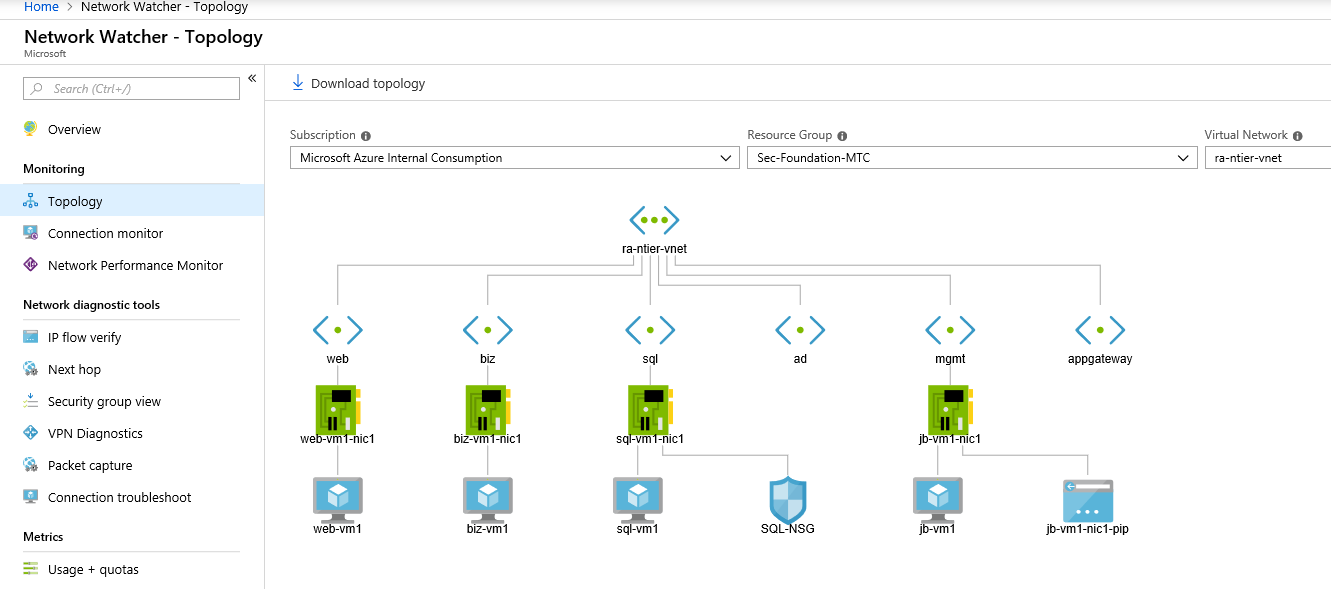 Home > Network Watcher - Topology
Network Watcher - Topology
Microsoft
Search (Ctrl+/)
«
Overview
Monitoring
Topology
Connection monitor
Network Performance Monitor
Network diagnostic tools
IP flow verify
Next hop
Security group view
VPN Diagnostics
Packet capture
Connection troubleshoot
Metrics
Usage + quotas
Download topology
Subscription
Resource Group
Virtual Network
Microsoft Azure Internal Consumption
Sec-Foundation-MTC
ra-ntier-vnet
ra-ntier-vnet
web
biz
sql
ad
mgmt
appgateway
web-vm1-nic1
biz-vm1-nic1
sql-vm1-nic1
jb-vm1-nic1
web-vm1
biz-vm1
sql-vm1
SQL-NSG
jb-vm1
jb-vm1-nic1-pip